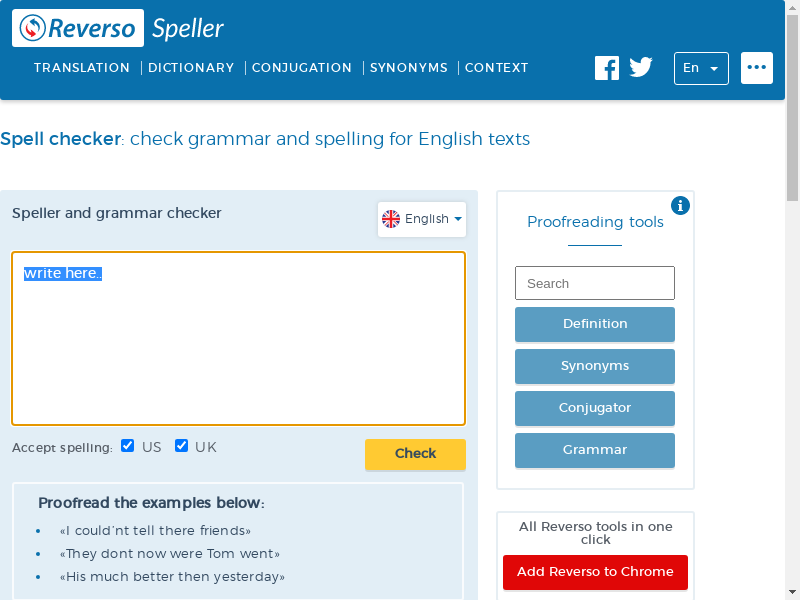 Reverso Speller
TRANSLATION DICTIONARY CONJUGATION SYNONYMS CONTEXT
En
Spell checker: check grammar and spelling for English texts
Speller and grammar checker
English
write here..
Accept spelling: US UK
Check
Proofread the examples below:
«I could'nt tell there friends»
«They dont now were Tom went»
«His much better then yesterday»
Proofreading tools
Search
Definition
Synonyms
Conjugator
Grammar
All Reverso tools in one
click
Add Reverso to Chrome